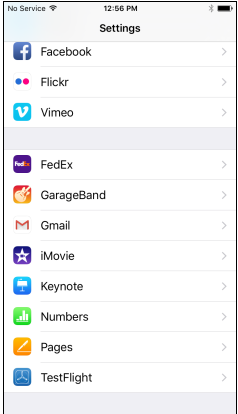 No Service 12:56 PM
Settings
Facebook
Flickr
Vimeo
FedEx
GarageBand
Gmail
iMovie
Keynote
Numbers
Pages
TestFlight